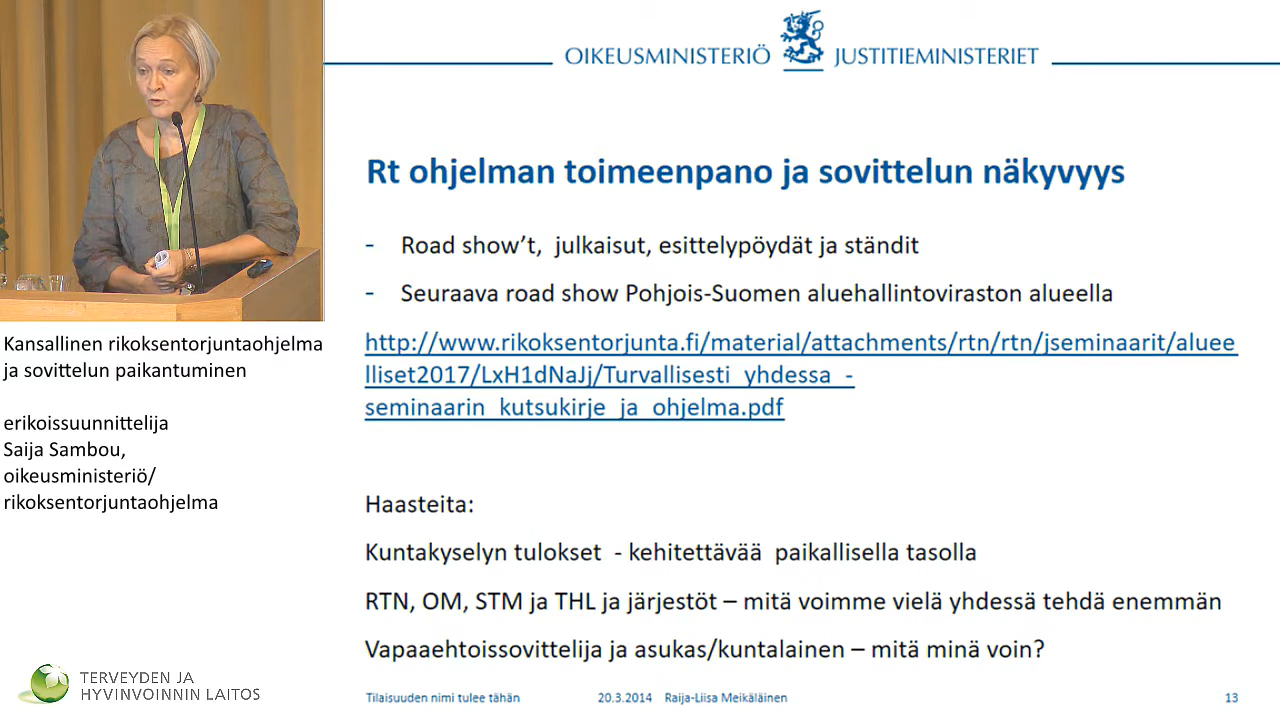 OIKEUSMINISTERIÖ JUSTITIEMINISTERIET
Rt ohjelman toimeenpano ja sovittelun näkyvyys
- Road show’t, julkaisut, esittelypöydät ja ständit
- Seuraava road show Pohjois-Suomen aluehallintoviraston alueella
http://www.rikoksentorjunta.fi/material/attachments/rtn/rtn/jseminaarit/aluee
lliset2017/LxH1dNaJj/Turvallisesti_yhdessa_-
seminaarin_kutsukirje_ja_ohjelma.pdf
Haasteita:
Kuntakyselyn tulokset - kehitettävää paikallisella tasolla
RTN, OM, STM ja THL ja järjestöt – mitä voimme vielä yhdessä tehdä enemmän
Vapaaehtoissovittelija ja asukas/kuntalainen – mitä minä voin?
Tilaisuuden nimi tulee tähän 20.3.2014 Raija-Liisa Meikäläinen 13
Kansallinen rikoksentorjuntaohjelma
ja sovittelun paikantuminen
erikoissuunnittelija
Saija Sambou,
oikeusministeriö/
rikoksentorjuntaohjelma
TERVEYDEN JA
HYVINVOINNIN LAITOS